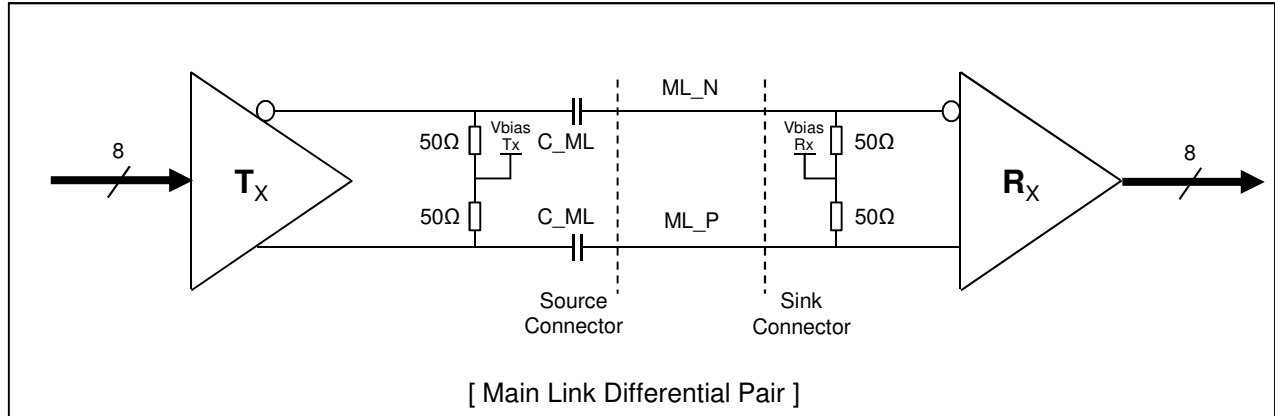 ML_N
8
TX
50Ω
Vbias
Tx
C_ML
Vbias
Rx
50Ω
RX
8
50Ω
C_ML
ML_P
50Ω
Source
Connector
Sink
Connector
[ Main Link Differential Pair ]